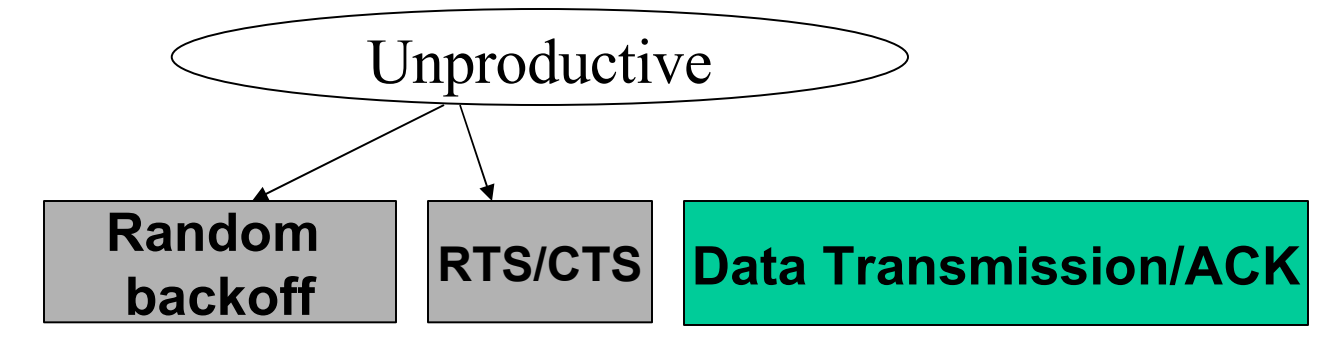 Unproductive
Random
backoff
RTS/CTS
Data Transmission/ACK